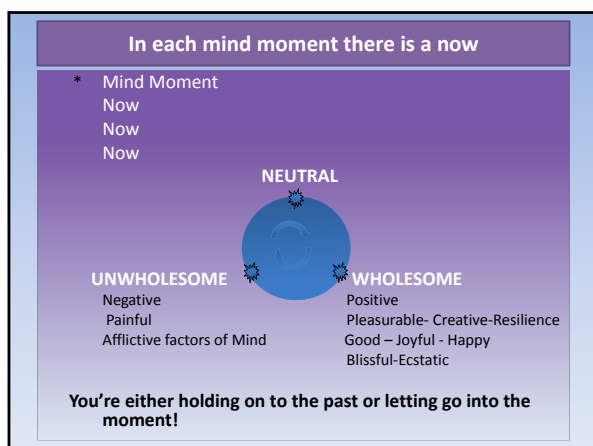 In each mind moment there is a now
* Mind Moment
Now
Now
Now
NEUTRAL
UNWHOLESOME
Negative
Painful
Afflictive factors of Mind
WHOLESOME
Positive
Pleasurable- Creative-Resilience
Good – Joyful - Happy
Blissful-Ecstatic
You're either holding on to the past or letting go into the
moment!